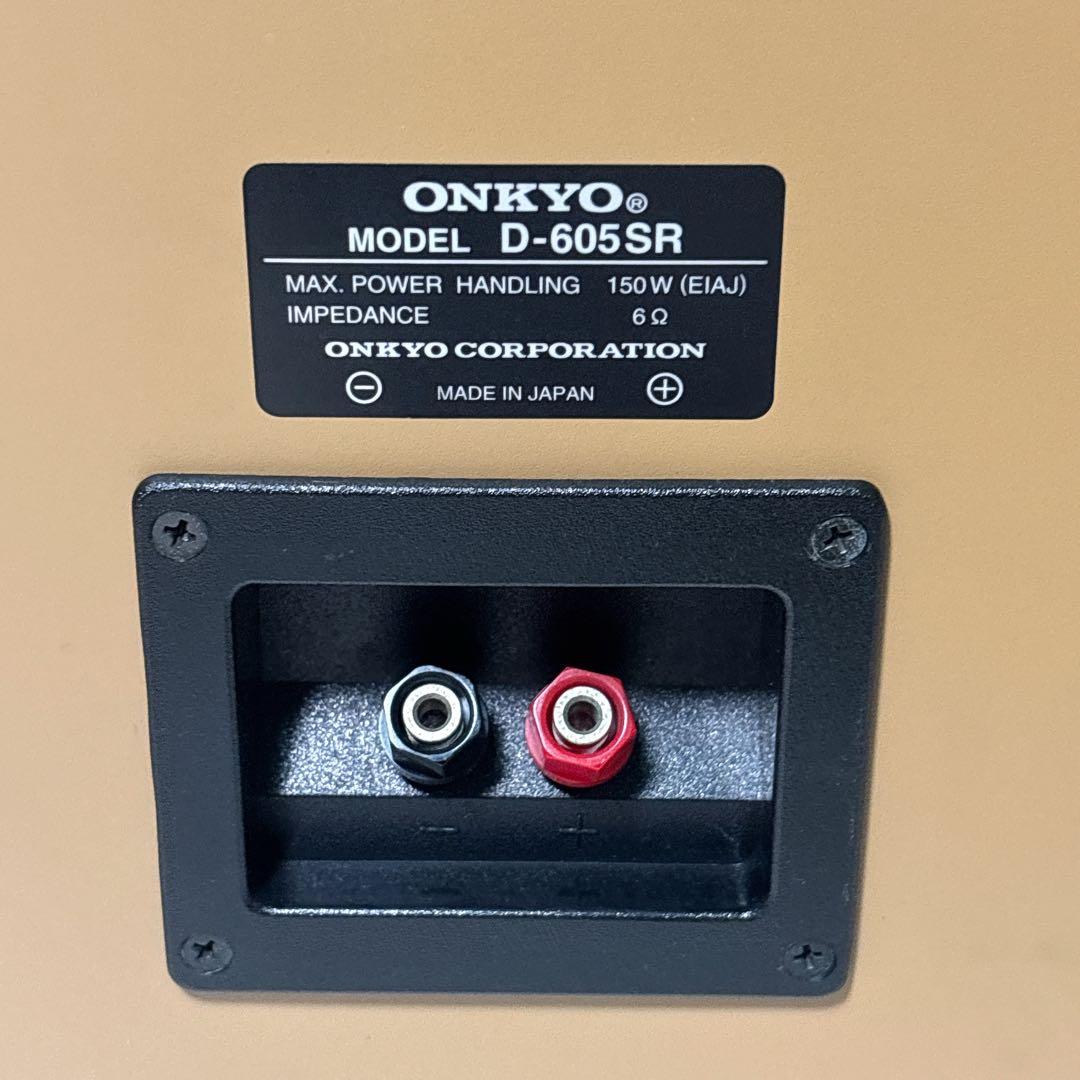 ONKYO®
MODEL D-605SR
MAX. POWER HANDLING 150W (EIAJ)
IMPEDANCE 6Ω
ONKYO CORPORATION
⊖ MADE IN JAPAN ⊕
− +